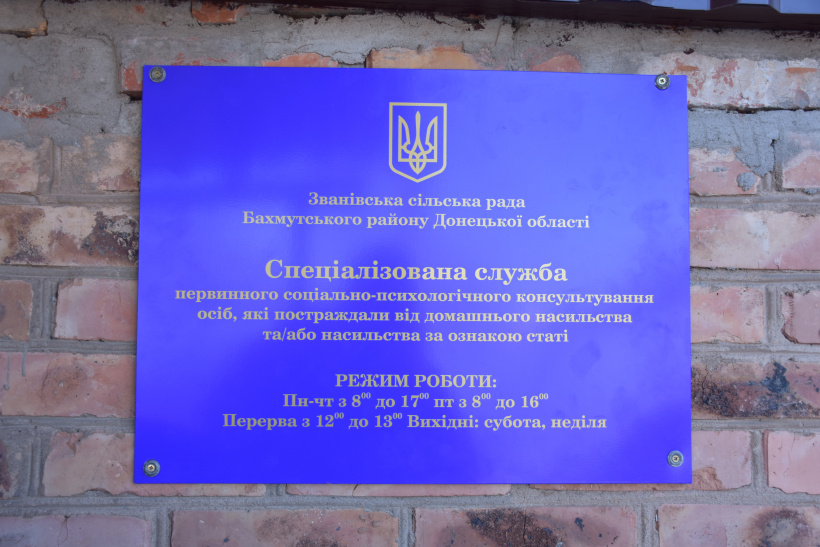 Званівська сільська рада
Бахмутського району Донецької області
Спеціалізована служба
первинного соціально-психологічного консультування
осіб, які постраждали від домашнього насильства
та/або насильства за ознакою статі
РЕЖИМ РОБОТИ:
Пн-чт з 8⁰⁰ до 17⁰⁰ пт з 8⁰⁰ до 16⁰⁰
Перерва з 12⁰⁰ до 13⁰⁰ Вихідні: субота, неділя